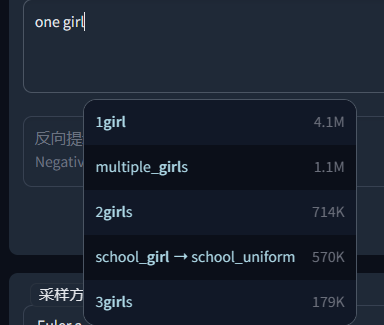 one girl
反向提
Negativ
1girl 4.1M
multiple_girls 1.1M
2girls 714K
school_girl → school_uniform 570K
3girls 179K
采样方
Euler a